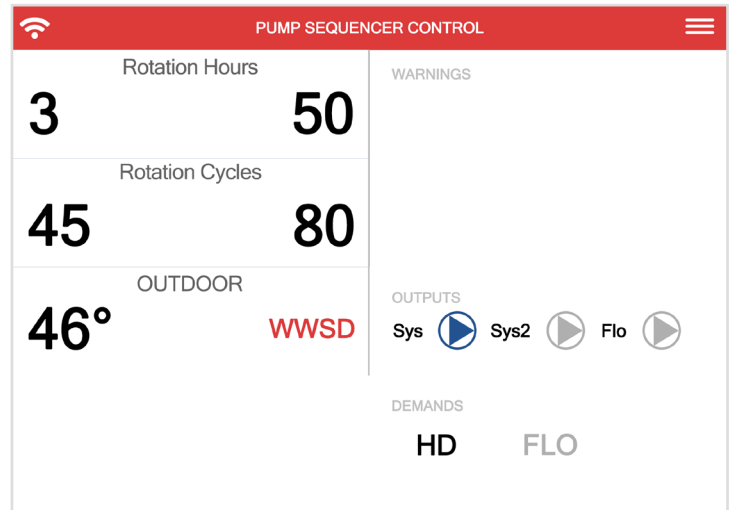 PUMP SEQUENCER CONTROL
Rotation Hours
3 50
Rotation Cycles
45 80
OUTDOOR
46° WWSD
WARNINGS
OUTPUTS
Sys Sys2 Flo
DEMANDS
HD FLO